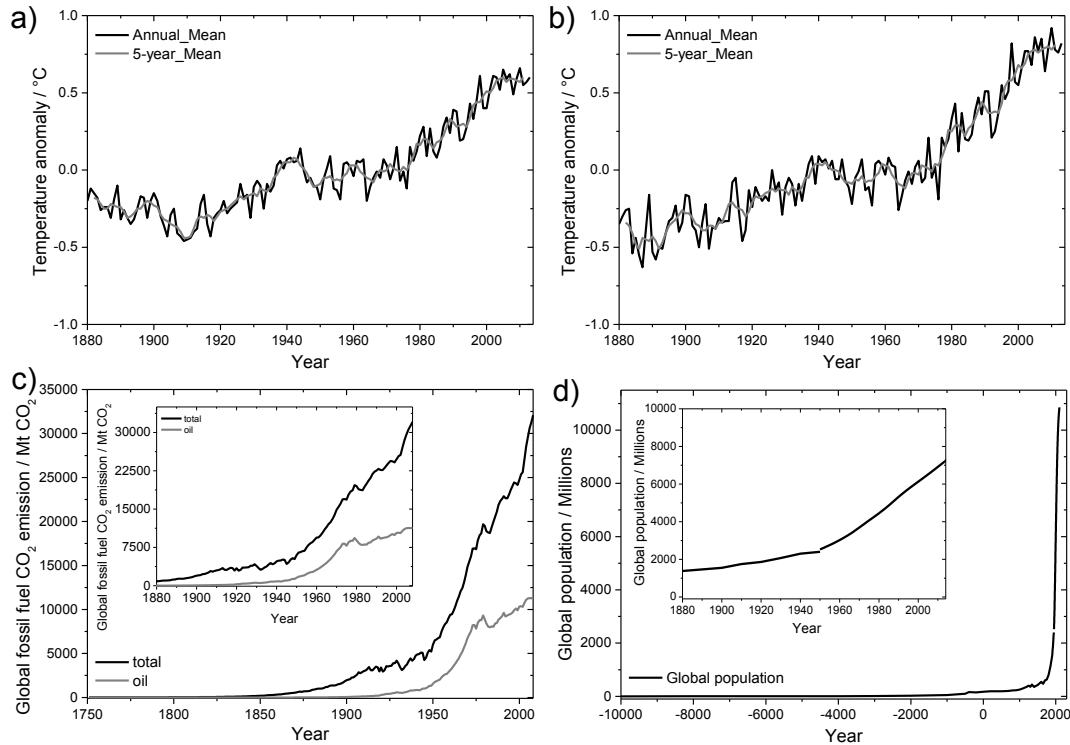 a)
1.0
0.5
0.0
-0.5
-1.0
Temperature anomaly / °C
Annual_Mean
5-year_Mean
1880 1900 1920 1940 1960 1980 2000
Year
b)
1.0
0.5
0.0
-0.5
-1.0
Temperature anomaly / °C
Annual_Mean
5-year_Mean
1880 1900 1920 1940 1960 1980 2000
Year
c)
35000
30000
25000
20000
15000
10000
5000
0
Global fossil fuel CO₂ emission / Mt CO₂
total
oil
30000
22500
15000
7500
0
Global fossil fuel CO₂ emission / Mt CO₂
1880 1900 1920 1940 1960 1980 2000
Year
total
oil
1750 1800 1850 1900 1950 2000
Year
d)
10000
8000
6000
4000
2000
0
Global population / Millions
10000
8000
6000
4000
2000
0
Global population / Millions
1880 1900 1920 1940 1960 1980 2000
Year
Global population
-10000 -8000 -6000 -4000 -2000 0 2000
Year